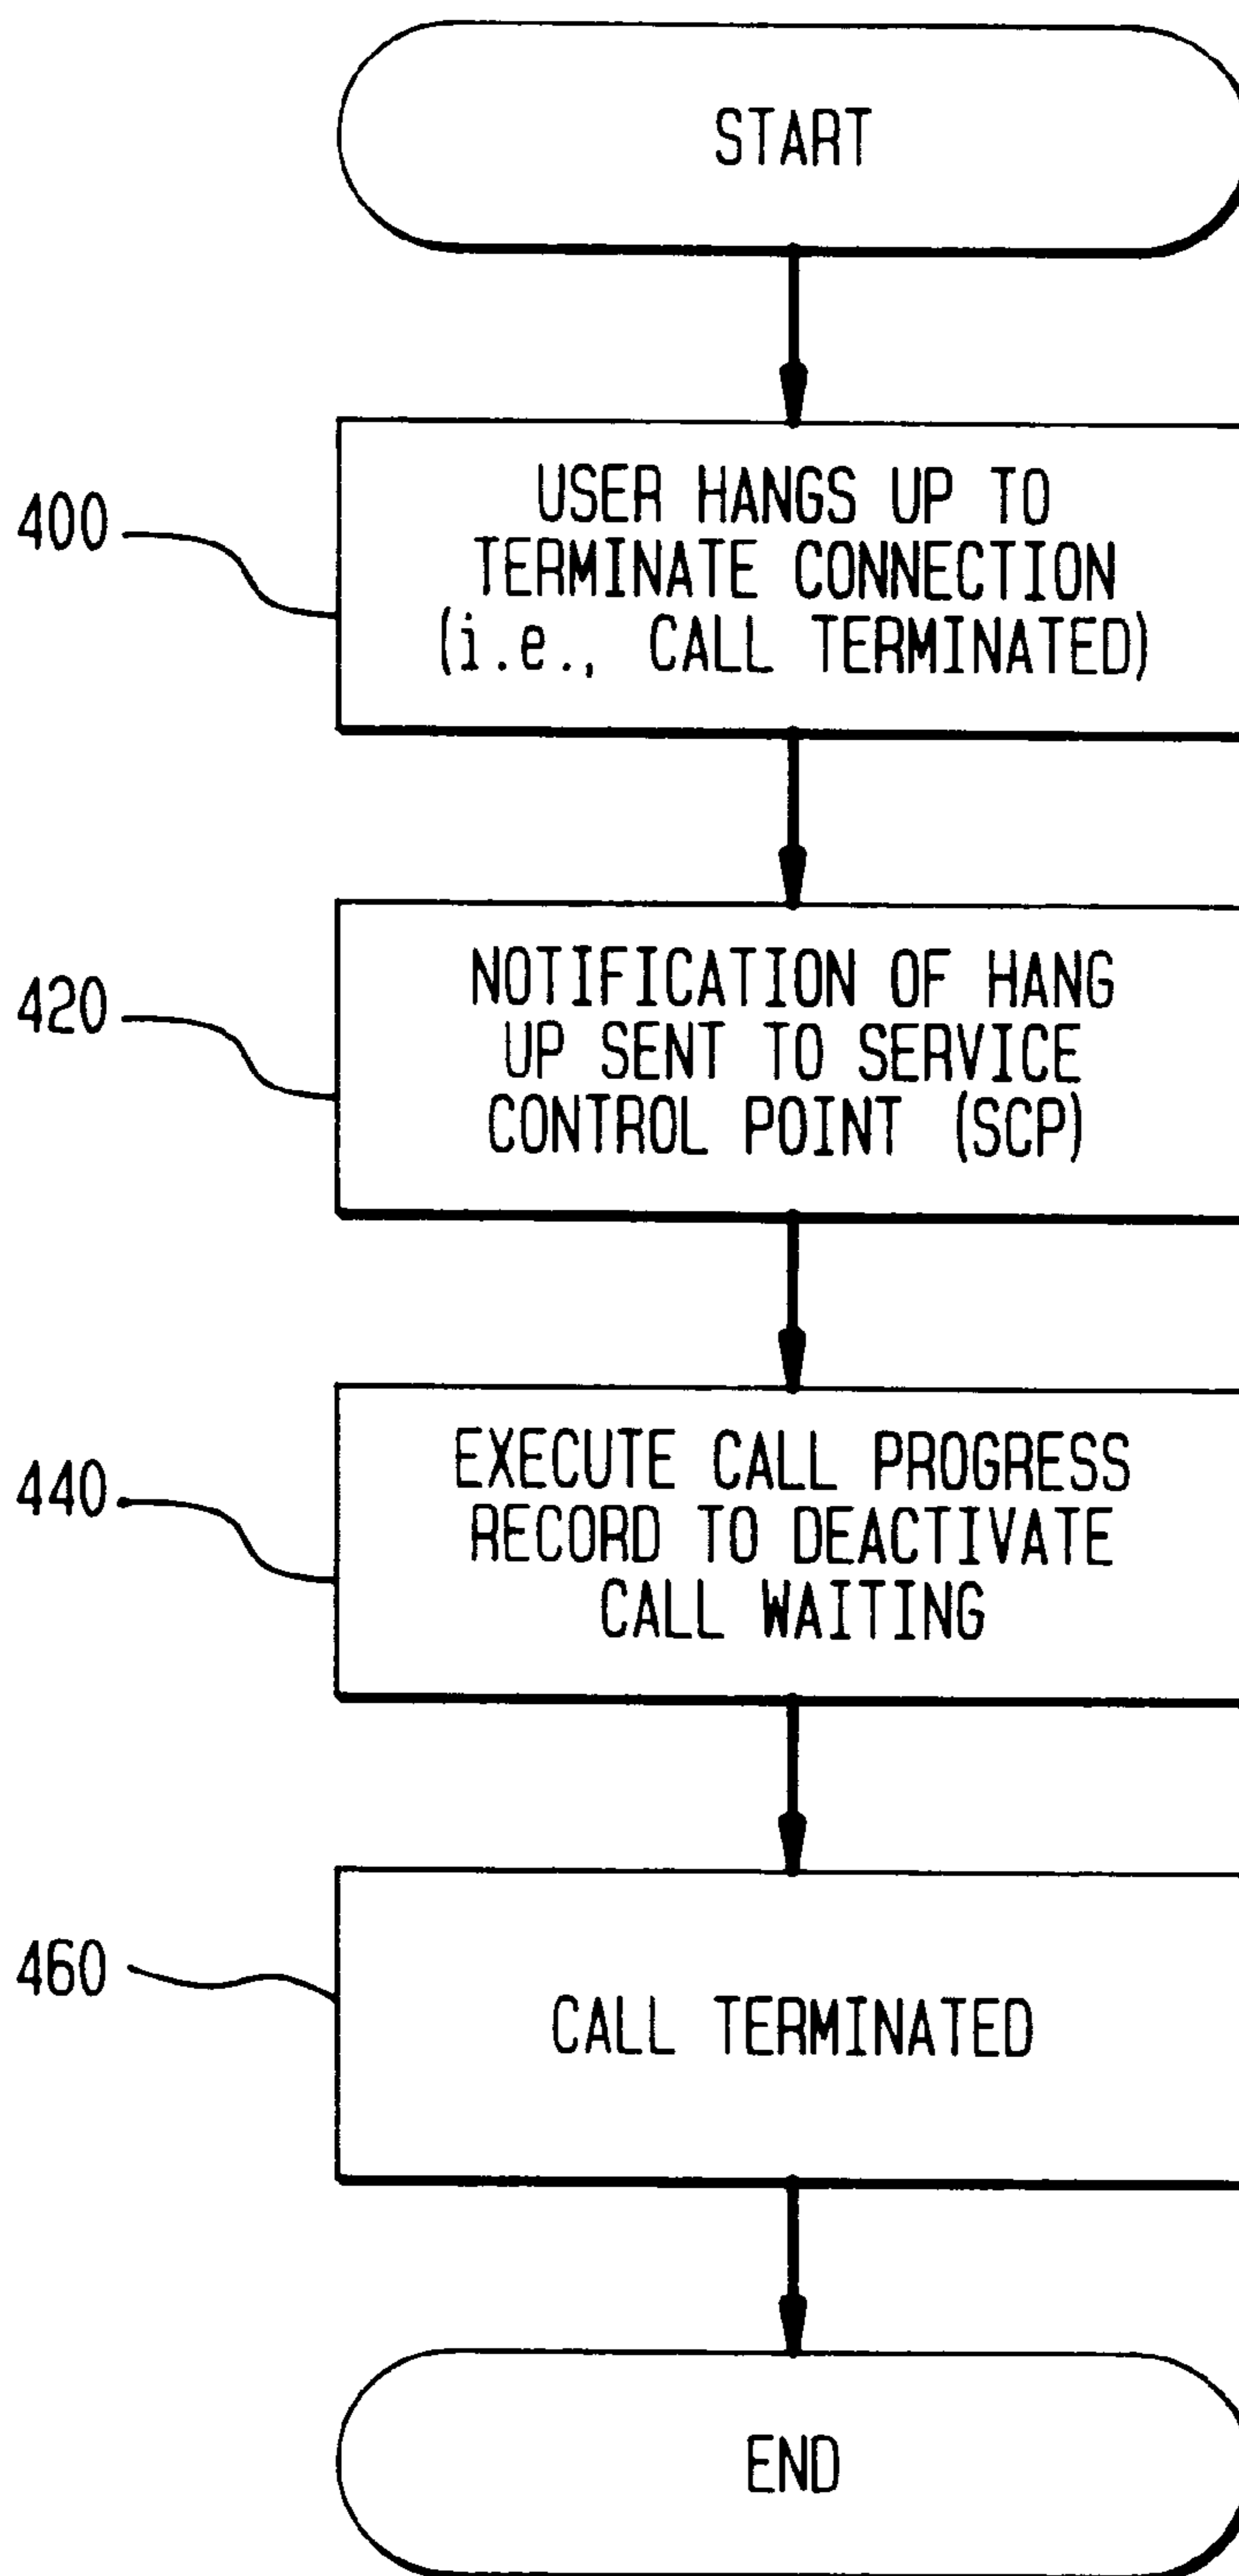 START
400
USER HANGS UP TO
TERMINATE CONNECTION
(i.e., CALL TERMINATED)
420
NOTIFICATION OF HANG
UP SENT TO SERVICE
CONTROL POINT (SCP)
440
EXECUTE CALL PROGRESS
RECORD TO DEACTIVATE
CALL WAITING
460
CALL TERMINATED
END